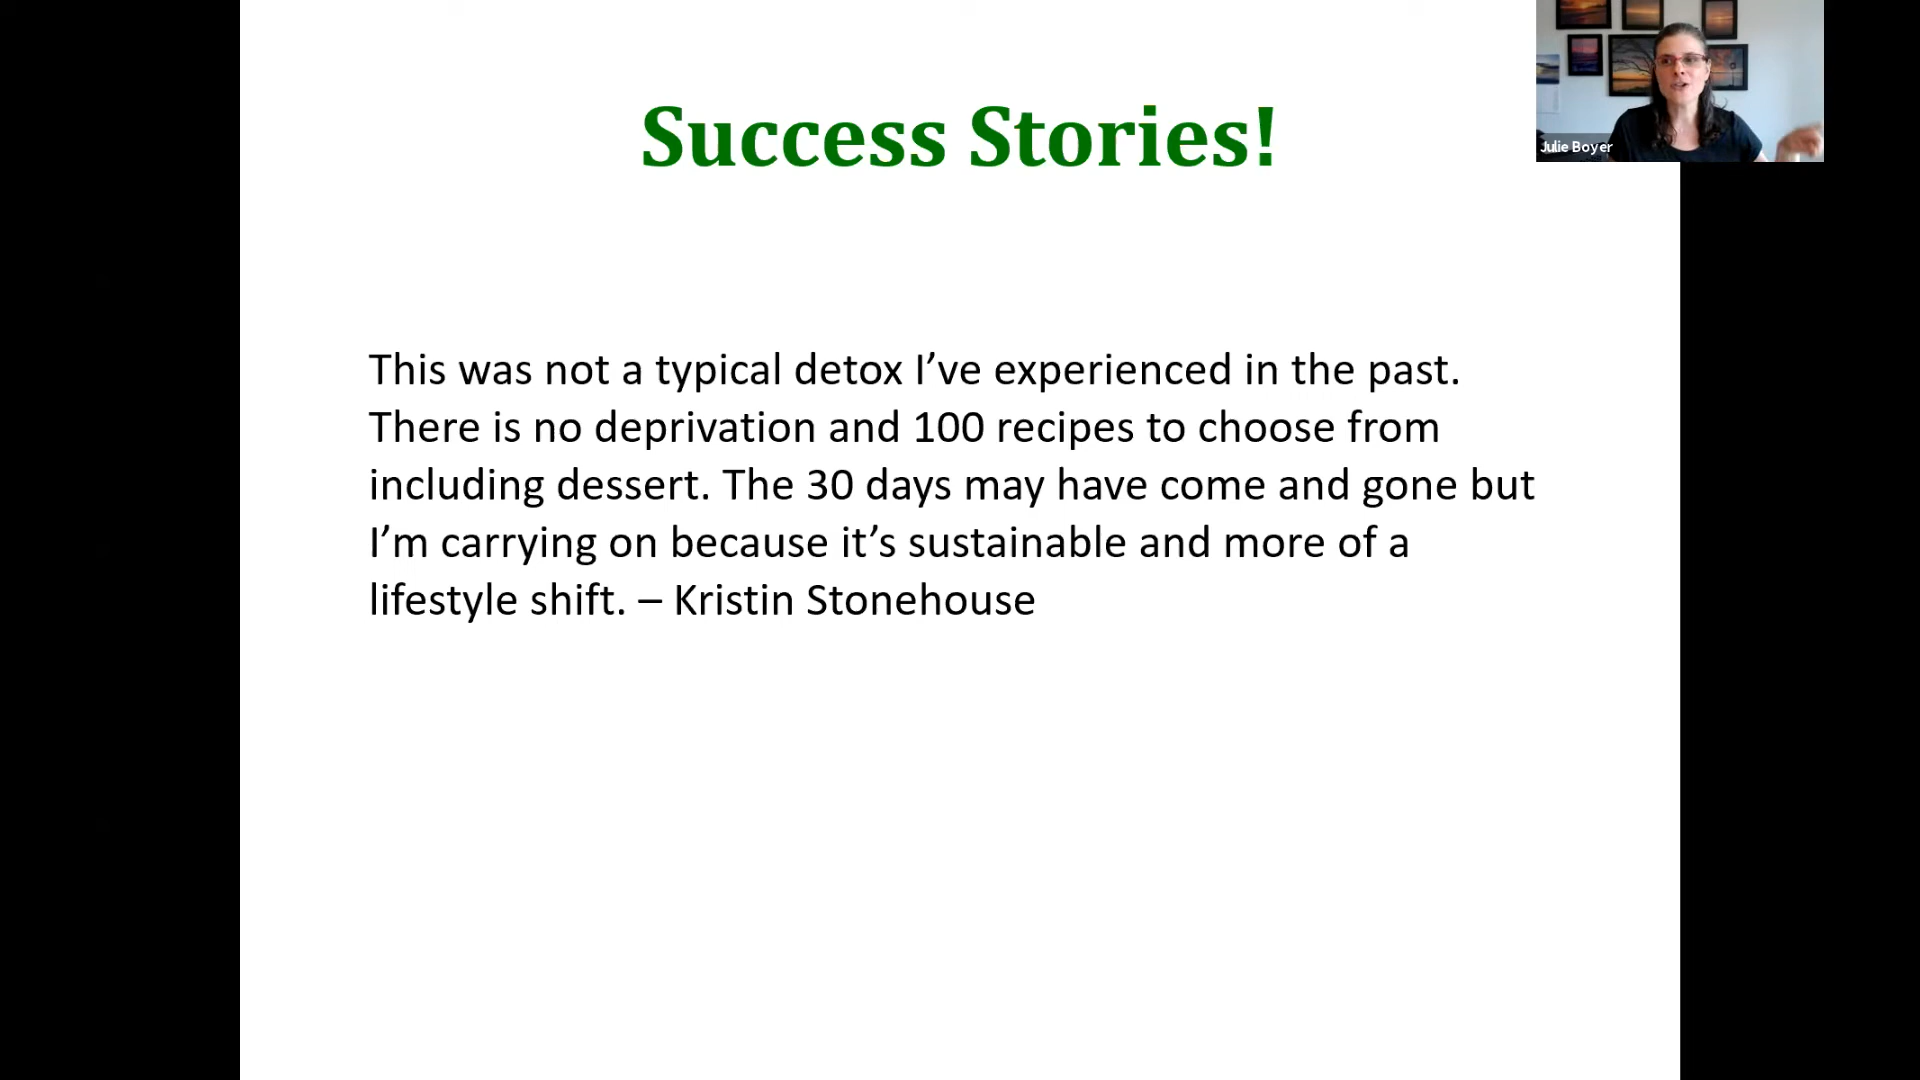 Success Stories!
Julie Boyer
This was not a typical detox I’ve experienced in the past.
There is no deprivation and 100 recipes to choose from
including dessert. The 30 days may have come and gone but
I’m carrying on because it’s sustainable and more of a
lifestyle shift. – Kristin Stonehouse